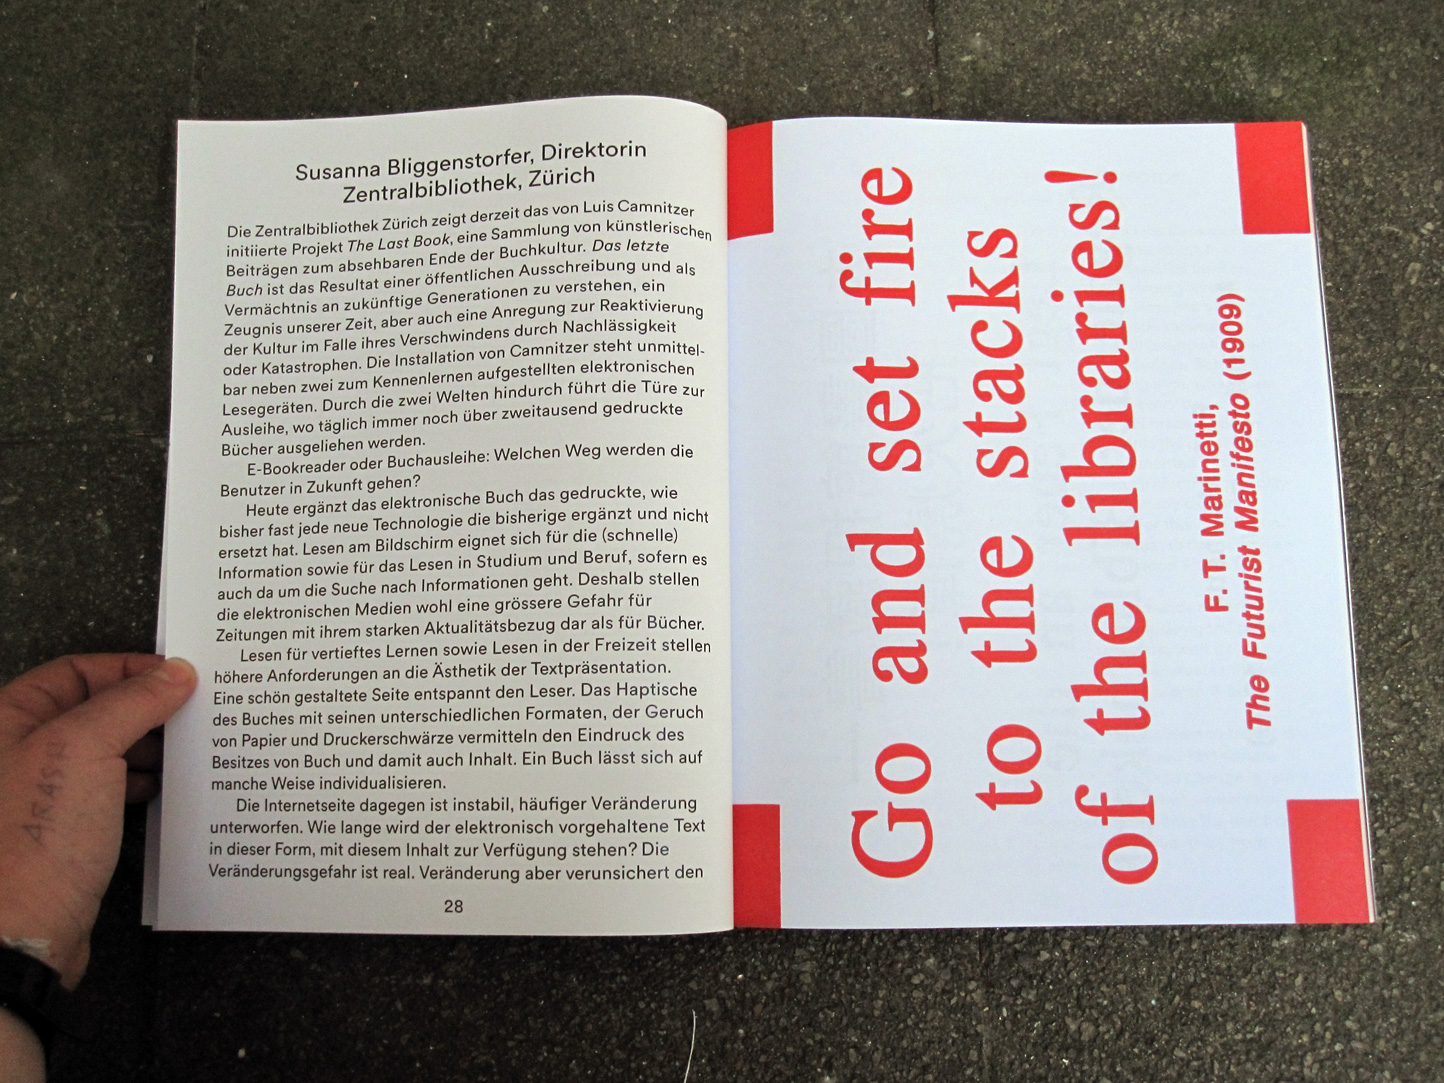 Susanna Bliggenstorfer, Direktorin
Zentralbibliothek, Zürich
Die Zentralbibliothek Zürich zeigt derzeit das von Luis Camnitzer
initiierte Projekt The Last Book, eine Sammlung von künstlerischen
Beiträgen zum absehbaren Ende der Buchkultur. Das letzte
Buch ist das Resultat einer öffentlichen Ausschreibung und als
Vermächtnis an zukünftige Generationen zu verstehen, ein
Zeugnis unserer Zeit, aber auch eine Anregung zur Reaktivierung
der Kultur im Falle ihres Verschwindens durch Nachlässigkeit
oder Katastrophen. Die Installation von Camnitzer steht unmittel-
bar neben zwei zum Kennenlernen aufgestellten elektronischen
Lesegeräten. Durch die zwei Welten hindurch führt die Türe zur
Ausleihe, wo täglich immer noch über zweitausend gedruckte
Bücher ausgeliehen werden.
E-Bookreader oder Buchausleihe: Welchen Weg werden die
Benutzer in Zukunft gehen?
Heute ergänzt das elektronische Buch das gedruckte, wie
bisher fast jede neue Technologie die bisherige ergänzt und nicht
ersetzt hat. Lesen am Bildschirm eignet sich für die (schnelle)
Information sowie für das Lesen in Studium und Beruf, sofern es
auch da um die Suche nach Informationen geht. Deshalb stellen
die elektronischen Medien wohl eine grössere Gefahr für
Zeitungen mit ihrem starken Aktualitätsbezug dar als für Bücher.
Lesen für vertieftes Lernen sowie Lesen in der Freizeit stellen
höhere Anforderungen an die Ästhetik der Textpräsentation.
Eine schön gestaltete Seite entspannt den Leser. Das Haptische
des Buches mit seinen unterschiedlichen Formaten, der Geruch
von Papier und Druckerschwärze vermitteln den Eindruck des
Besitzes von Buch und damit auch Inhalt. Ein Buch lässt sich auf
manche Weise individualisieren.
Die Internetseite dagegen ist instabil, häufiger Veränderung
unterworfen. Wie lange wird der elektronisch vorgehaltene Text
in dieser Form, mit diesem Inhalt zur Verfügung stehen? Die
Veränderungsgefahr ist real. Veränderung aber verunsichert den
28
Go and set fire
to the stacks
of the libraries!
F. T. Marinetti,
The Futurist Manifesto (1909)